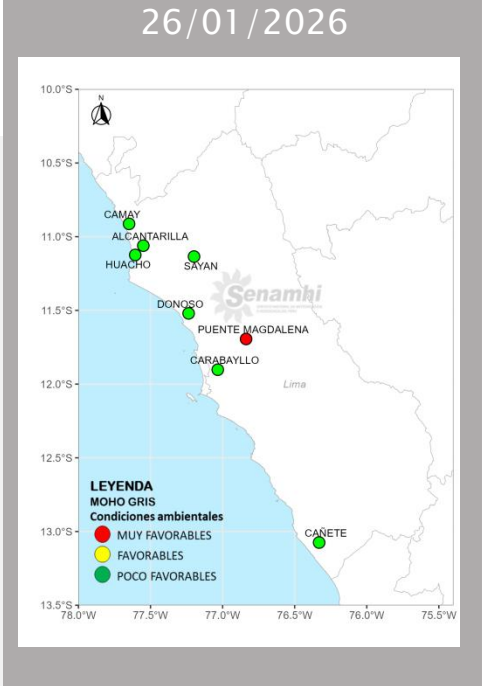 26/01/2026
10.0°S
N
10.5°S
CAMAY
11.0°S
ALCANTARILLA
HUACHO
SAYAN
Senamhi
11.5°S
DONOSO
PUENTE MAGDALENA
CARABAYLLO
12.0°S
Lima
12.5°S
LEYENDA
MOHO GRIS
Condiciones ambientales
MUY FAVORABLES
FAVORABLES
POCO FAVORABLES
13.0°S
CAÑETE
13.5°S
78.0°W 77.5°W 77.0°W 76.5°W 76.0°W 75.5°W